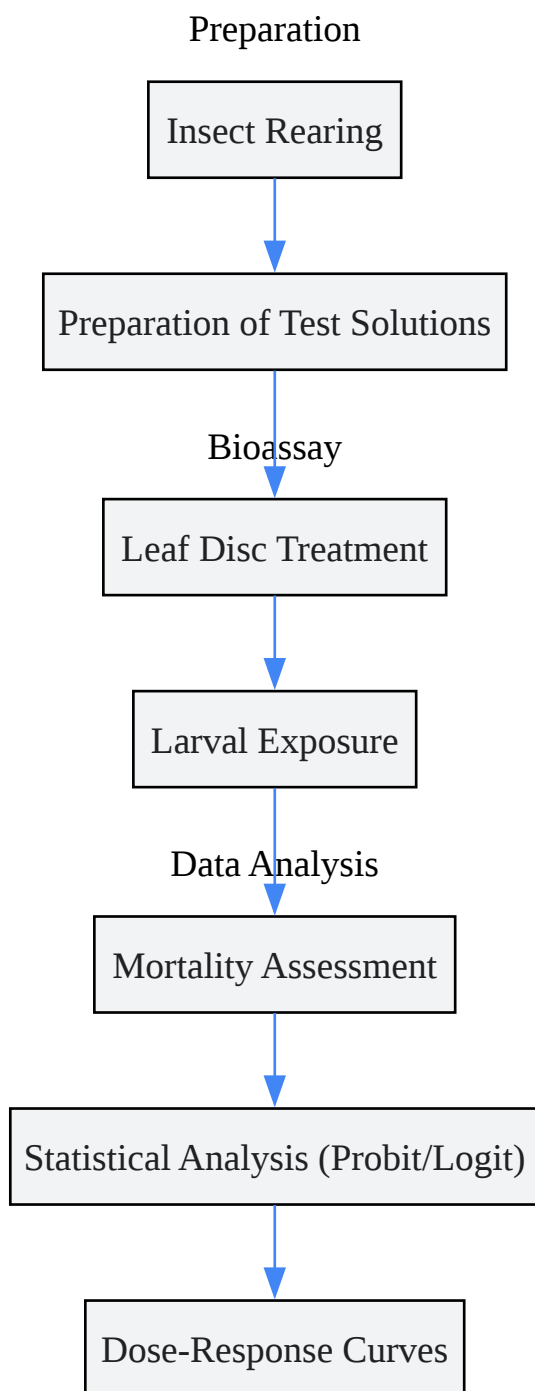 Preparation
Insect Rearing
Preparation of Test Solutions
Bioassay
Leaf Disc Treatment
Larval Exposure
Data Analysis
Mortality Assessment
Statistical Analysis (Probit/Logit)
Dose-Response Curves